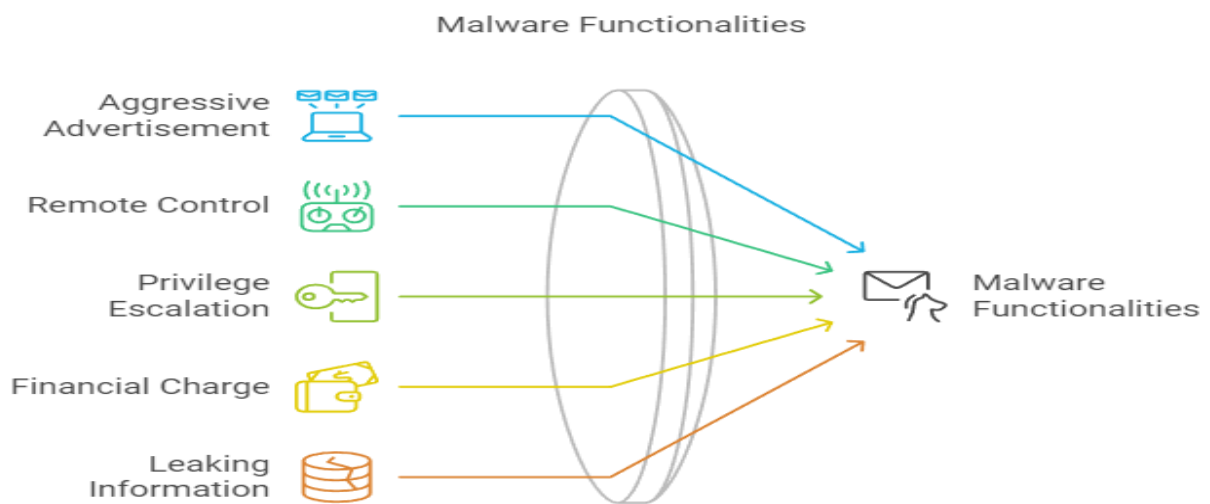 Malware Functionalities
Aggressive
Advertisement
Remote Control
Privilege
Escalation
Financial Charge
Leaking
Information
Malware
Functionalities